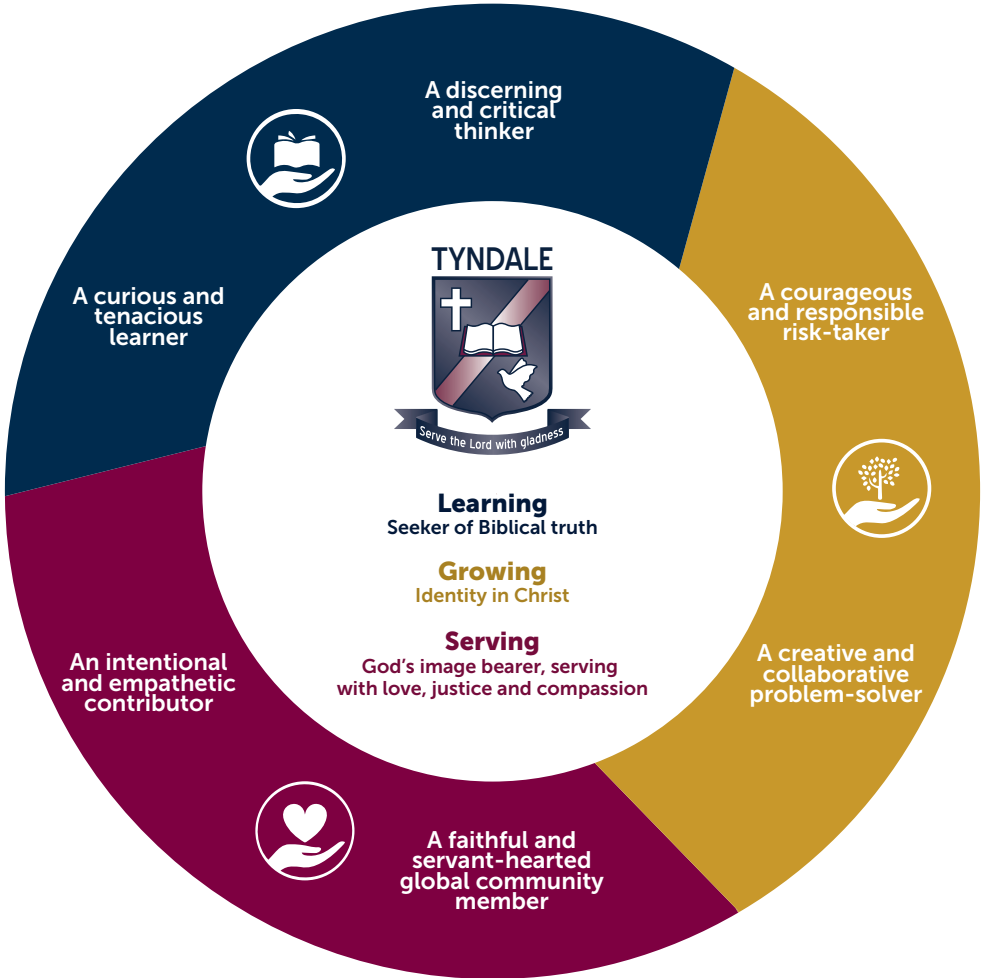 A discerning
and critical
thinker
A curious and
tenacious
learner
A courageous
and responsible
risk-taker
TYNDALE
Serve the Lord with gladness
Learning
Seeker of Biblical truth
Growing
Identity in Christ
Serving
God's image bearer, serving
with love, justice and compassion
An intentional
and empathetic
contributor
A creative and
collaborative
problem-solver
A faithful and
servant-hearted
global community
member